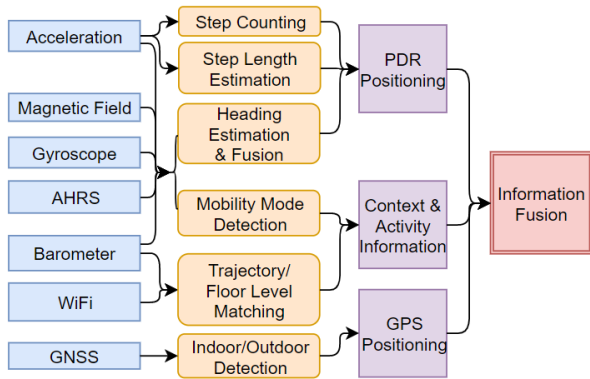 Acceleration
Magnetic Field
Gyroscope
AHRS
Barometer
WiFi
GNSS
Step Counting
Step Length
Estimation
Heading
Estimation
& Fusion
Mobility Mode
Detection
Trajectory/
Floor Level
Matching
Indoor/Outdoor
Detection
PDR
Positioning
Context &
Activity
Information
GPS
Positioning
Information
Fusion